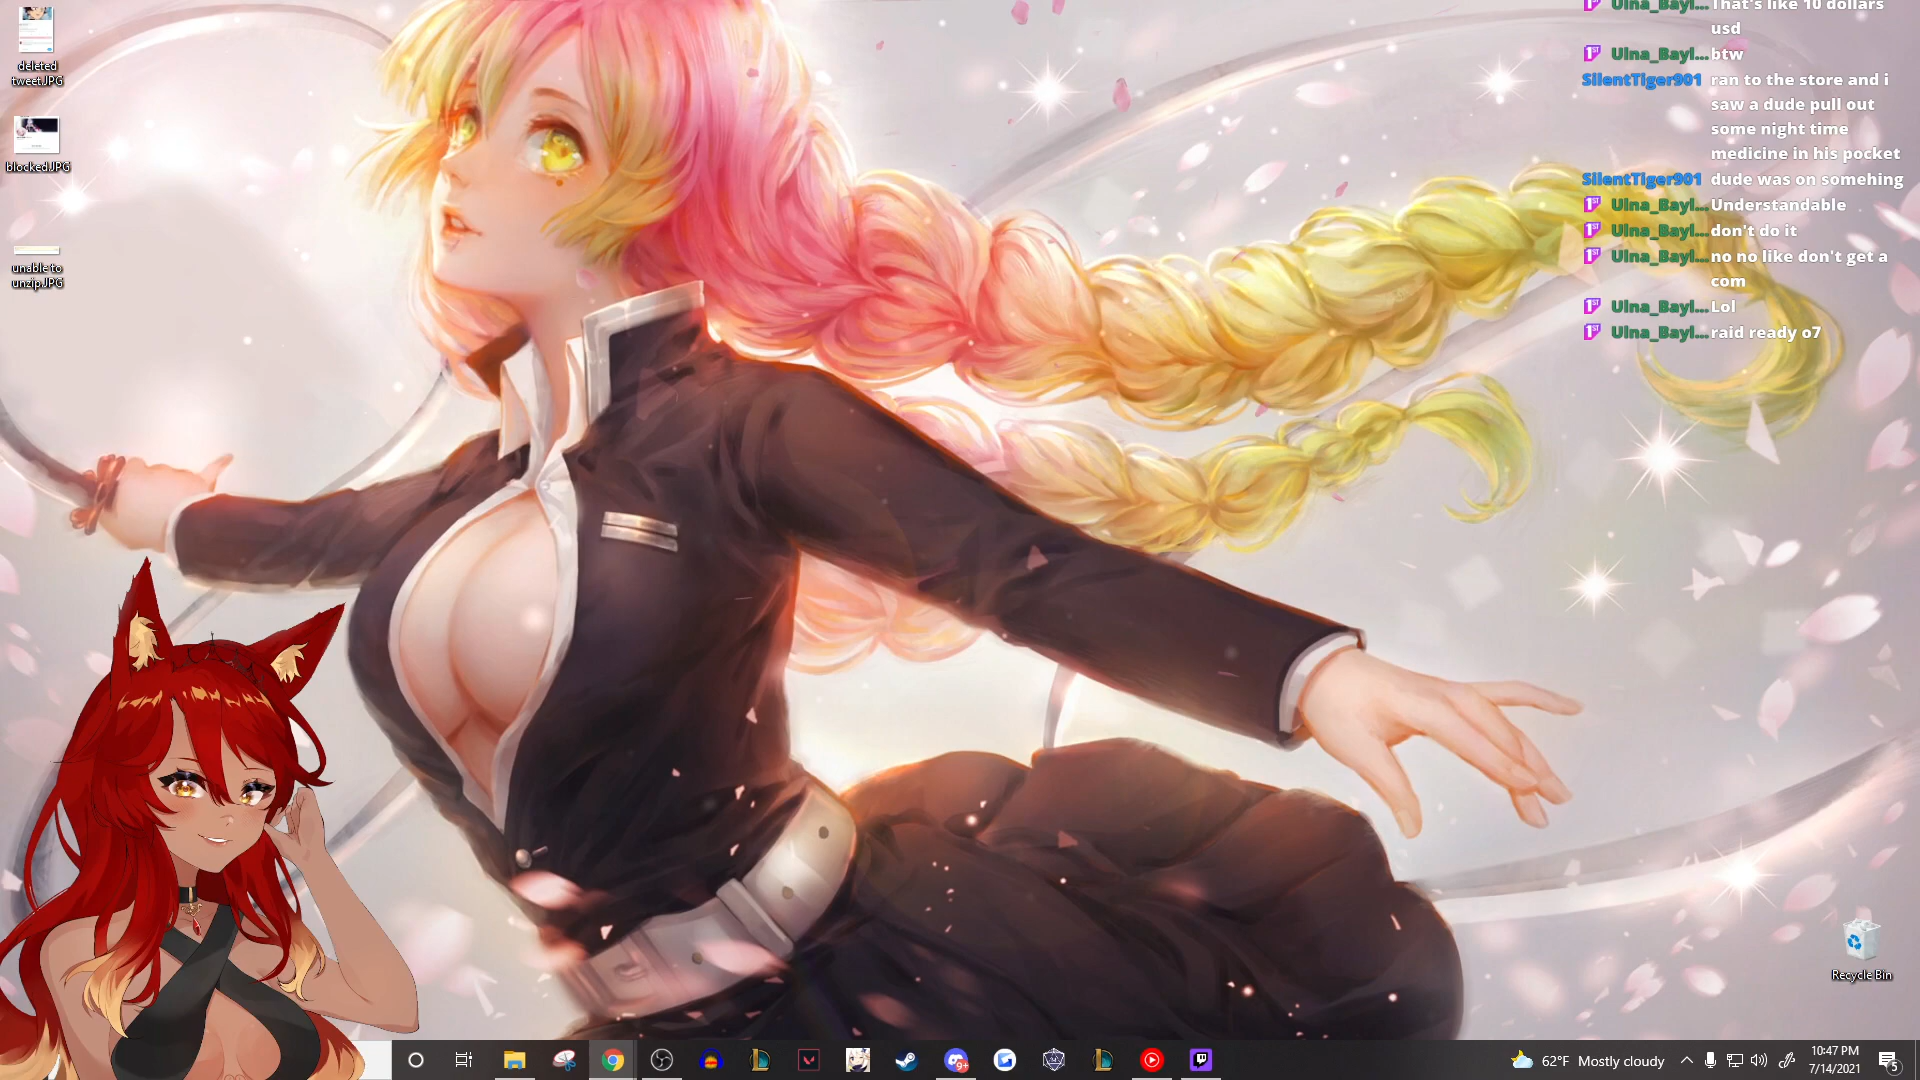 deleted
tweet.JPG
blocked.JPG
unable to
unzip.JPG
Ulna_Bayl... That's like 10 dollars
usd
Ulna_Bayl... btw
SilentTiger901 ran to the store and i
saw a dude pull out
some night time
medicine in his pocket
SilentTiger901 dude was on somehing
Ulna_Bayl... Understandable
Ulna_Bayl... don't do it
Ulna_Bayl... no no like don't get a
com
Ulna_Bayl... Lol
Ulna_Bayl... raid ready o7
Recycle Bin
9+
62°F Mostly cloudy
10:47 PM
7/14/2021
5